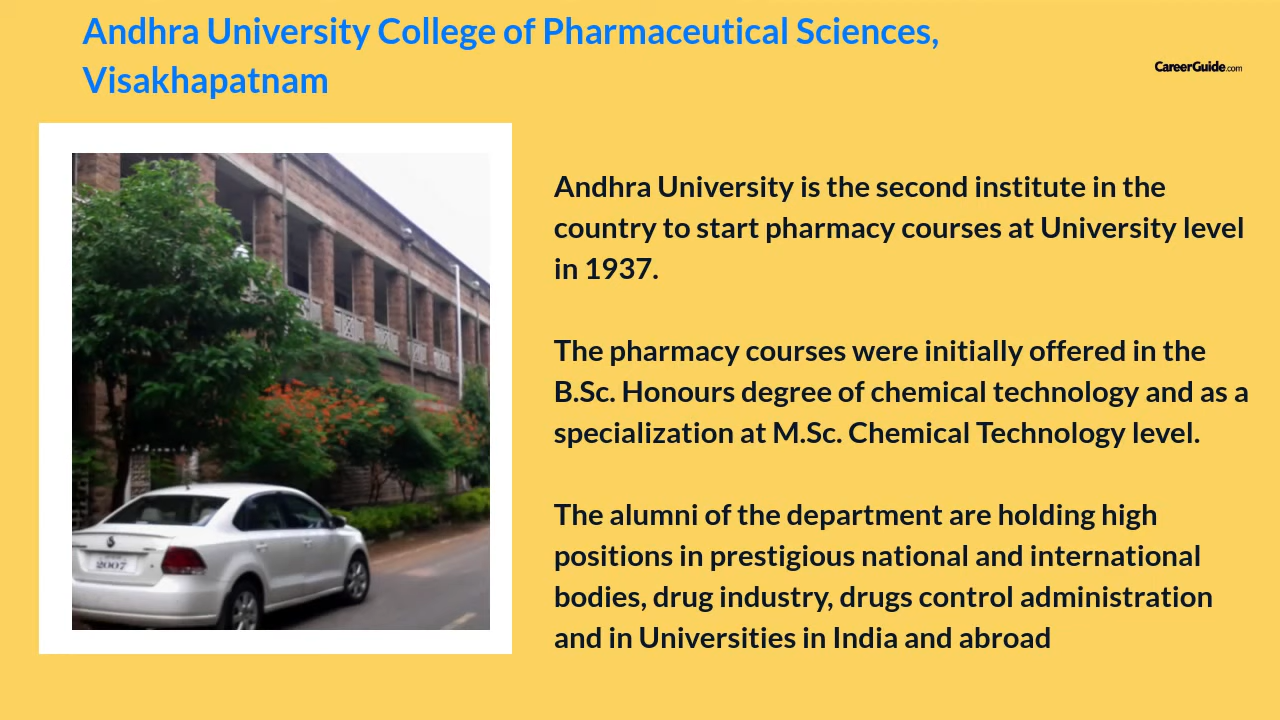 Andhra University College of Pharmaceutical Sciences,
Visakhapatnam
CareerGuide.com
Andhra University is the second institute in the
country to start pharmacy courses at University level
in 1937.
The pharmacy courses were initially offered in the
B.Sc. Honours degree of chemical technology and as a
specialization at M.Sc. Chemical Technology level.
The alumni of the department are holding high
positions in prestigious national and international
bodies, drug industry, drugs control administration
and in Universities in India and abroad
2007